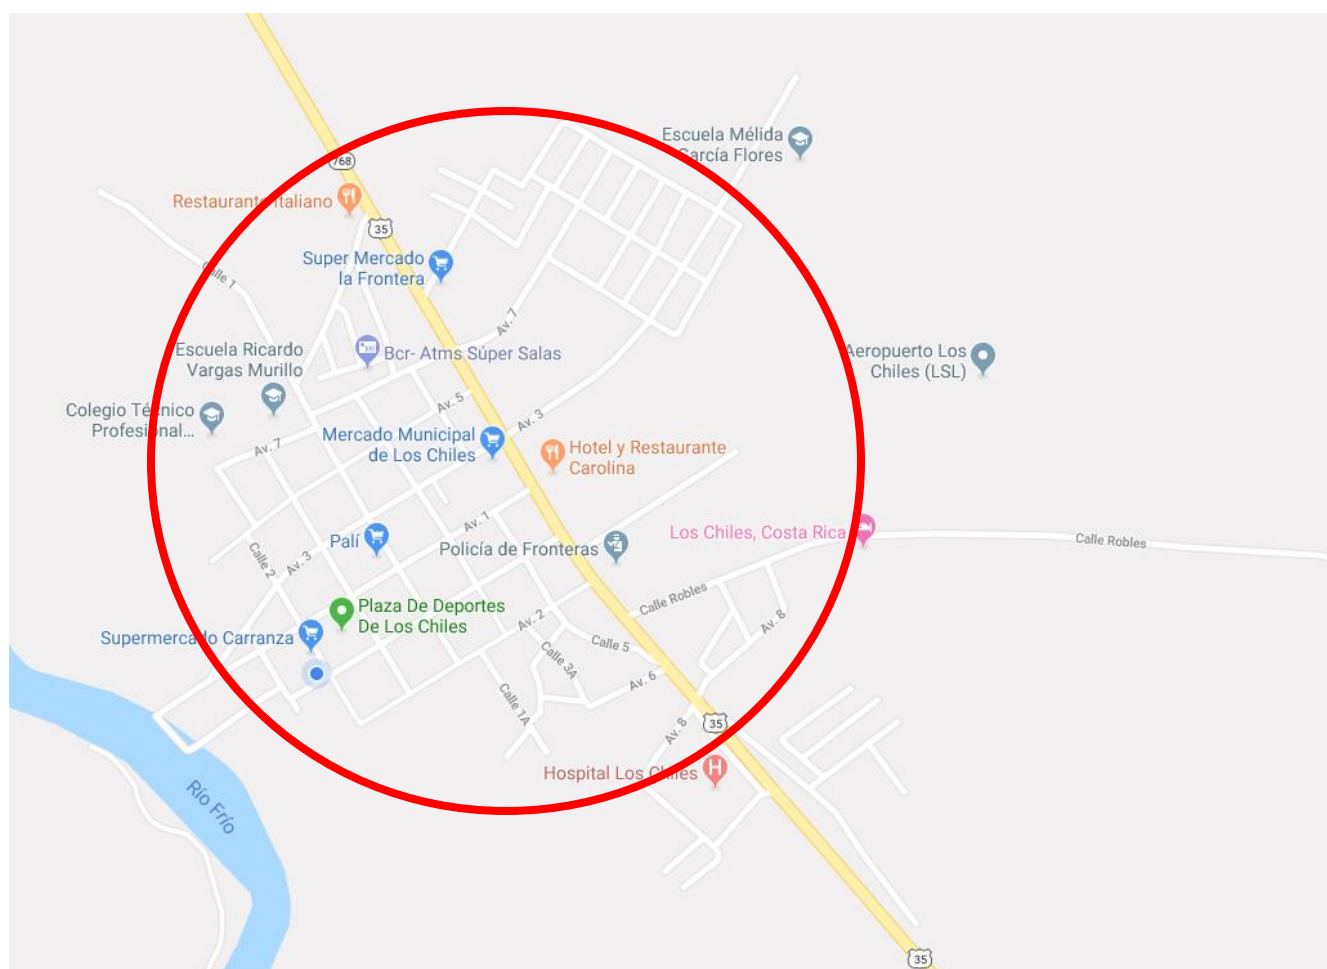 Escuela Mélida
García Flores
768
Restaurante Italiano
35
Super Mercado
la Frontera
Calle 1
Av. 7
Escuela Ricardo
Vargas Murillo
Bcr- Atms Súper Salas
Aeropuerto Los
Chiles (LSL)
Colegio Técnico
Profesional...
Av. 5
Av. 3
Mercado Municipal
de Los Chiles
Av. 7
Hotel y Restaurante
Carolina
Av. 1
Palí
Policía de Fronteras
Los Chiles, Costa Rica
Calle Robles
Calle 2
Av. 3
Calle Robles
Plaza De Deportes
De Los Chiles
Av. 2
Av. 8
Supermercado Carranza
Calle 5
Calle 3A
Av. 6
Calle 1A
Av. 8
35
Hospital Los Chiles
H
Río Frío
35